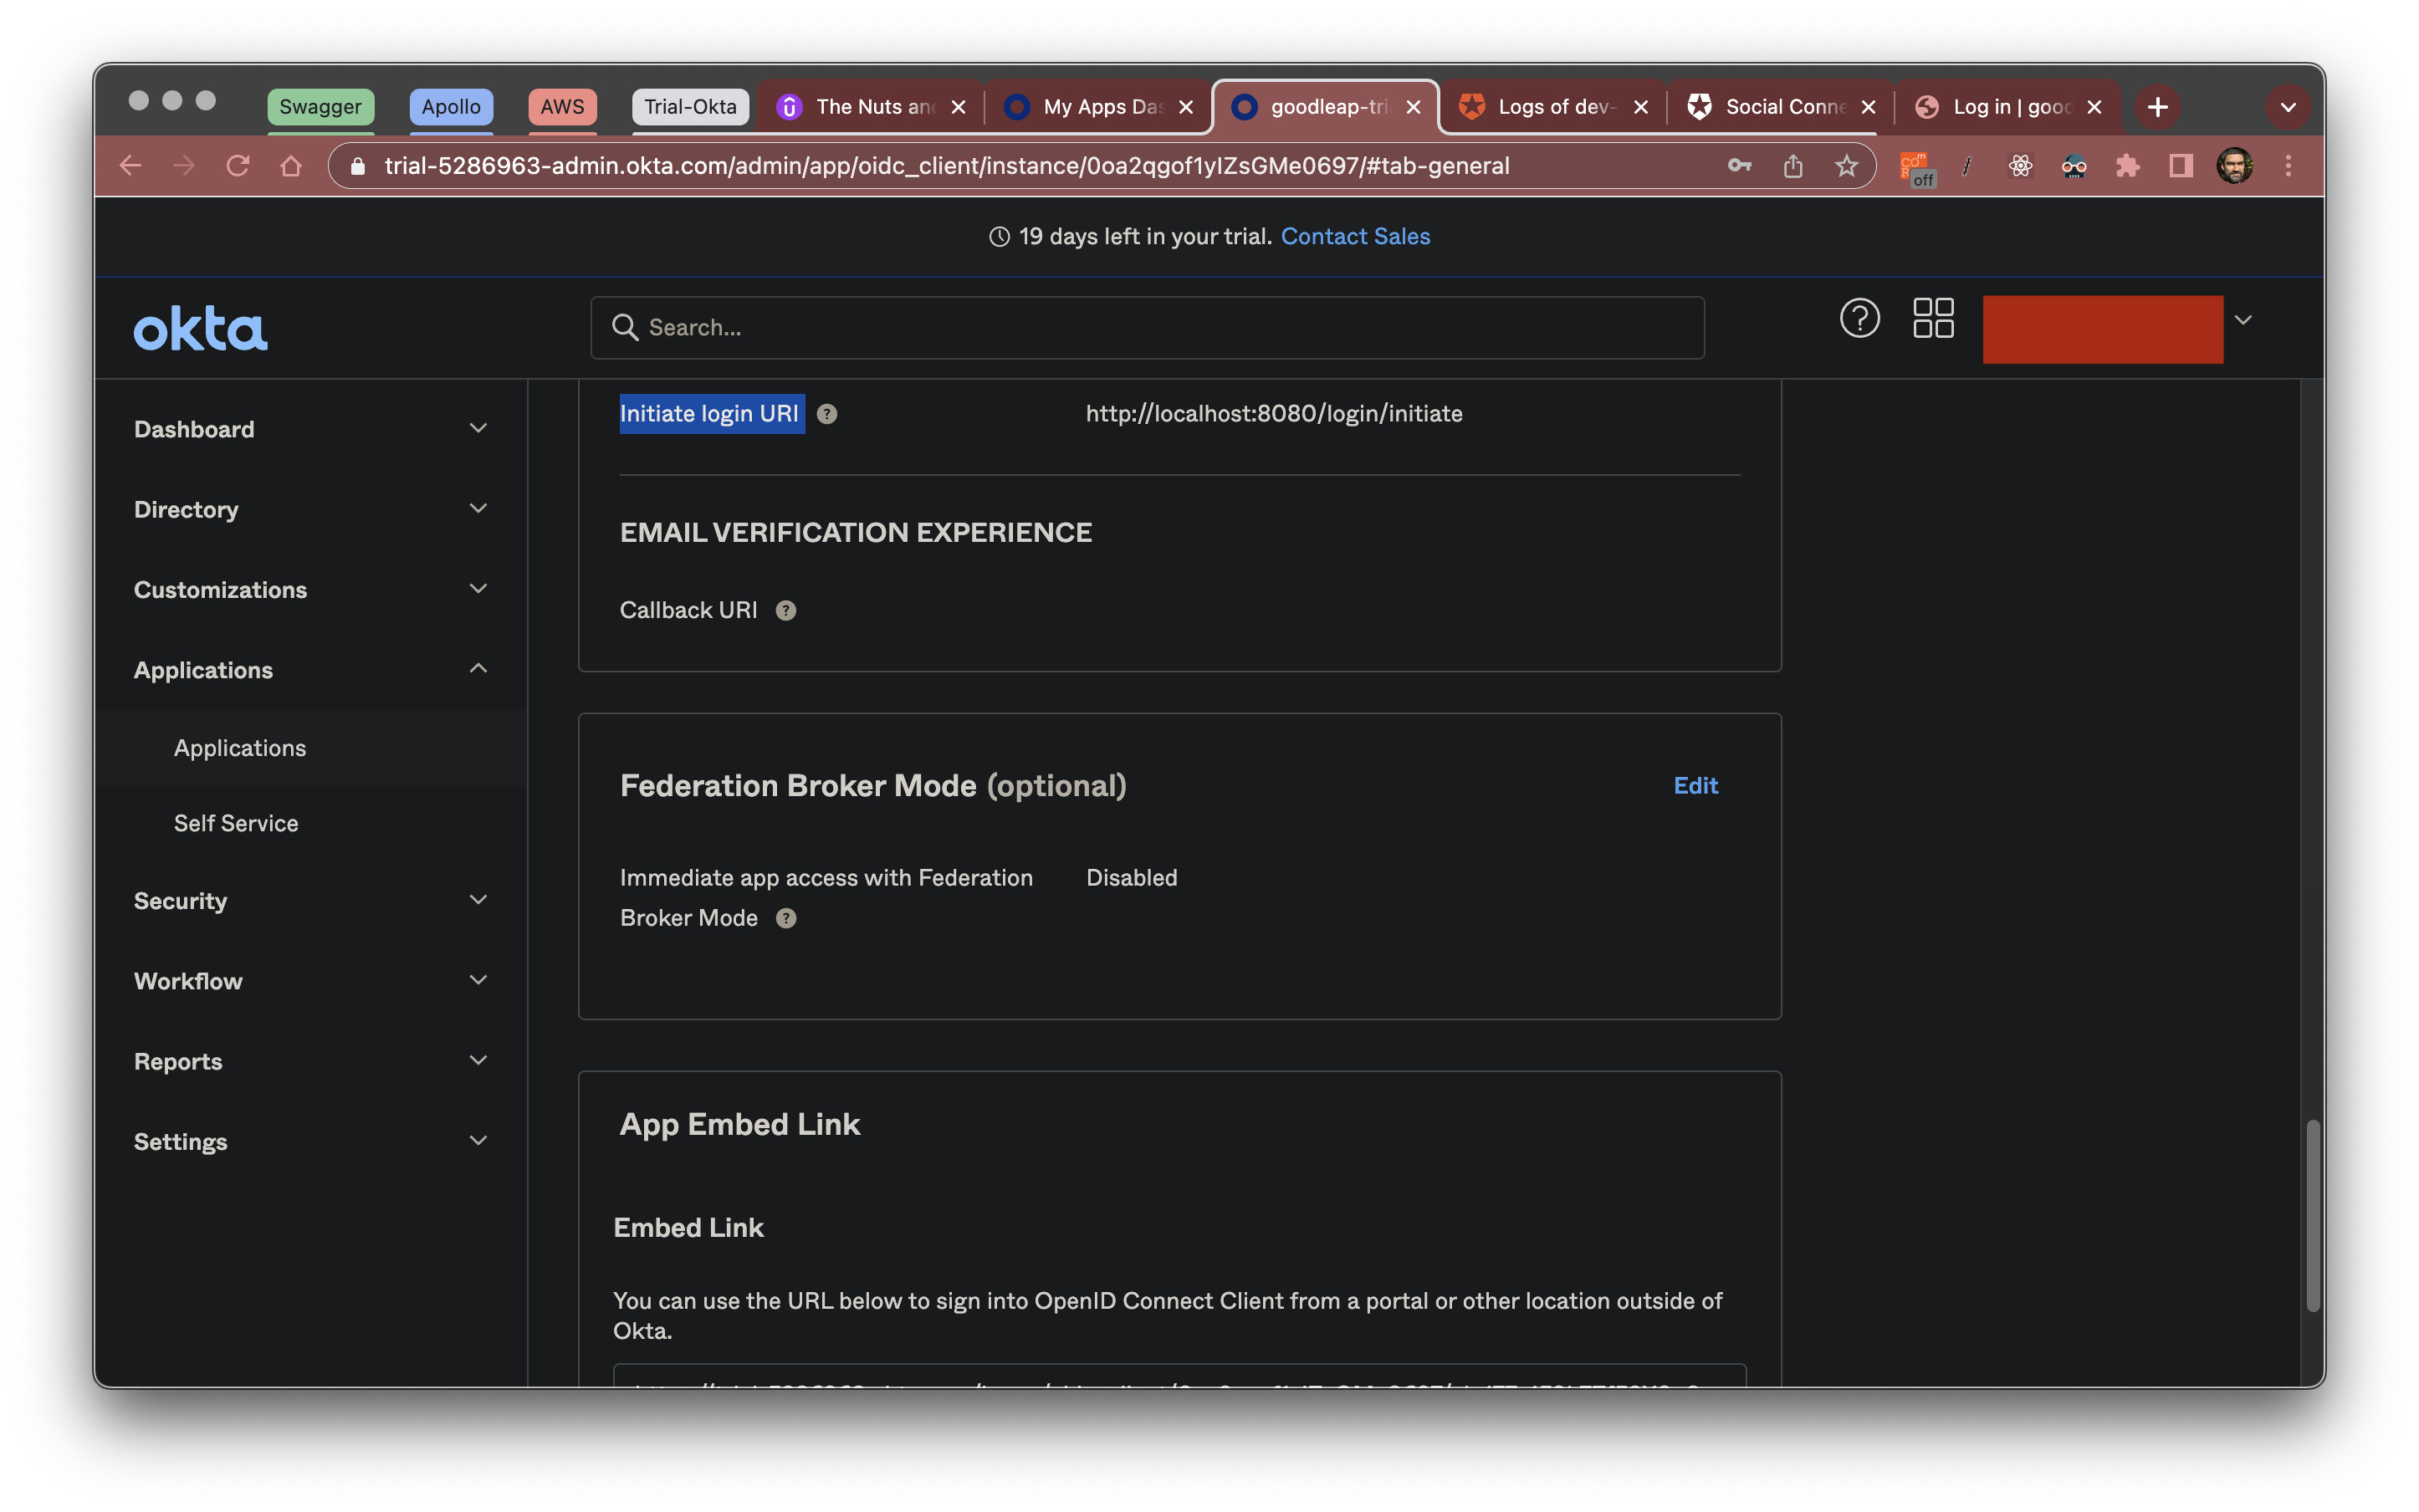 Swagger
Apollo
AWS
Trial-Okta
The Nuts and
My Apps Das
goodleap-tri
Logs of dev-
Social Conne
Log in | good
trial-5286963-admin.okta.com/admin/app/oidc_client/instance/0oa2qgof1ylZsGMe0697/#tab-general
off
19 days left in your trial. Contact Sales
okta
Search...
Dashboard
Directory
Customizations
Applications
Applications
Self Service
Security
Workflow
Reports
Settings
Initiate login URI
http://localhost:8080/login/initiate
EMAIL VERIFICATION EXPERIENCE
Callback URI
Federation Broker Mode (optional)
Edit
Immediate app access with Federation
Broker Mode
Disabled
App Embed Link
Embed Link
You can use the URL below to sign into OpenID Connect Client from a portal or other location outside of
Okta.